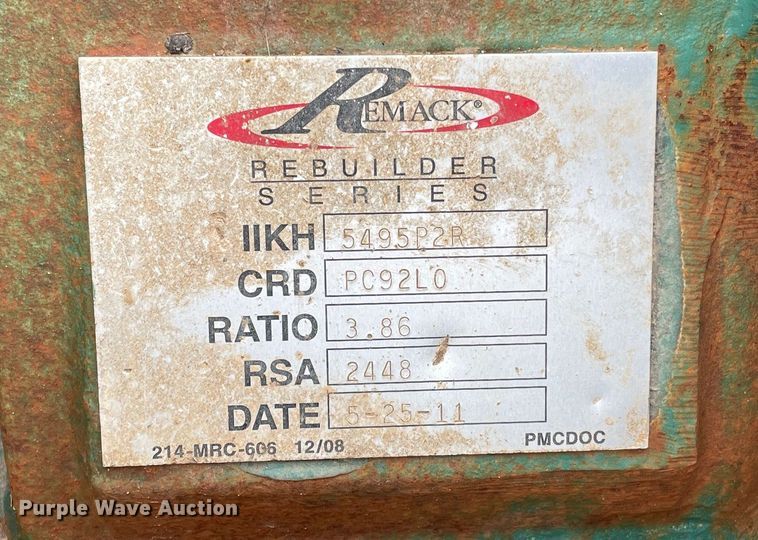 REMACK®
REBUILDER
SERIES
IIKH 5495P2R
CRD PC92LO
RATIO 3.86
RSA 2448
DATE 5-25-11
214-MRC-606 12/08 PMCDOC
Purple Wave Auction